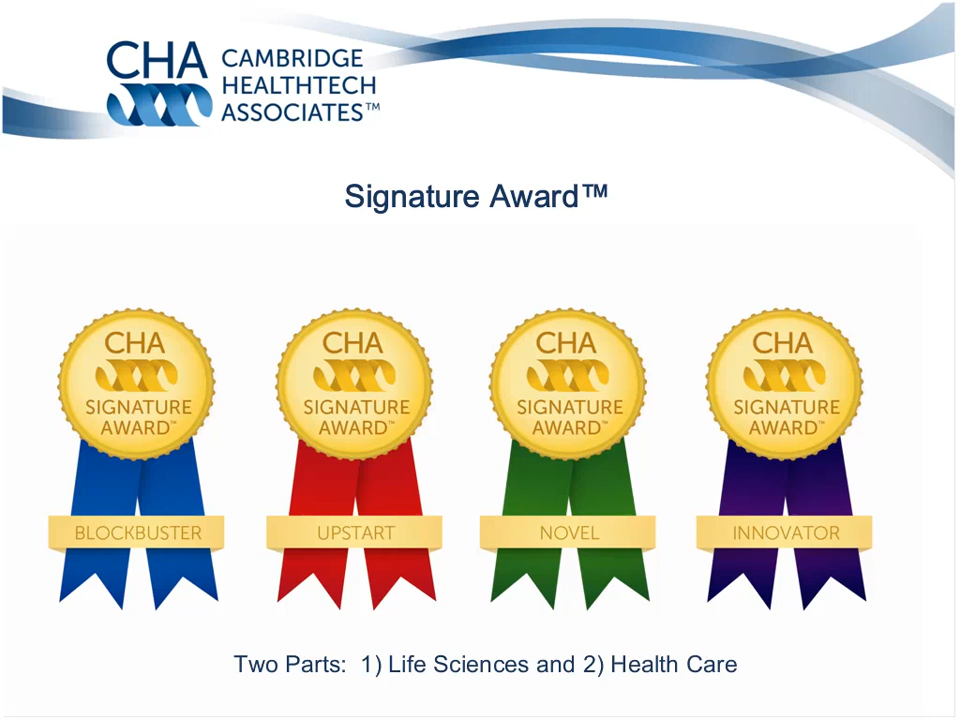 CHA CAMBRIDGE
HEALTHTECH
ASSOCIATES™
Signature Award™
CHA
SIGNATURE
AWARD™
BLOCKBUSTER
CHA
SIGNATURE
AWARD™
UPSTART
CHA
SIGNATURE
AWARD™
NOVEL
CHA
SIGNATURE
AWARD™
INNOVATOR
Two Parts: 1) Life Sciences and 2) Health Care